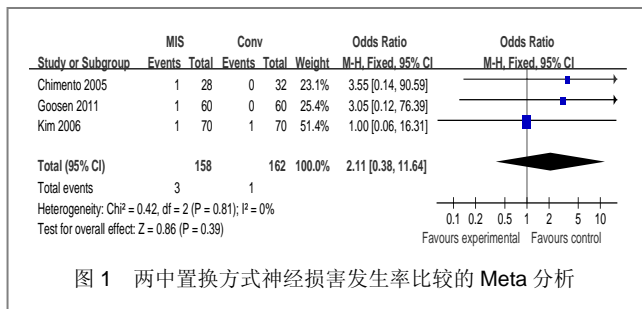 MIS Conv Odds Ratio Odds Ratio
Study or Subgroup Events Total Events Total Weight M-H, Fixed, 95% CI M-H, Fixed, 95% CI
Chimento 2005 1 28 0 32 23.1% 3.55 [0.14, 90.59]
Goosen 2011 1 60 0 60 25.4% 3.05 [0.12, 76.39]
Kim 2006 1 70 1 70 51.4% 1.00 [0.06, 16.31]
Total (95% CI) 158 162 100.0% 2.11 [0.38, 11.64]
Total events 3 1
Heterogeneity: Chi² = 0.42, df = 2 (P = 0.81); I² = 0%
Test for overall effect: Z = 0.86 (P = 0.39)
0.1 0.2 0.5 1 2 5 10
Favours experimental Favours control
图 1 两中置换方式神经损害发生率比较的 Meta 分析